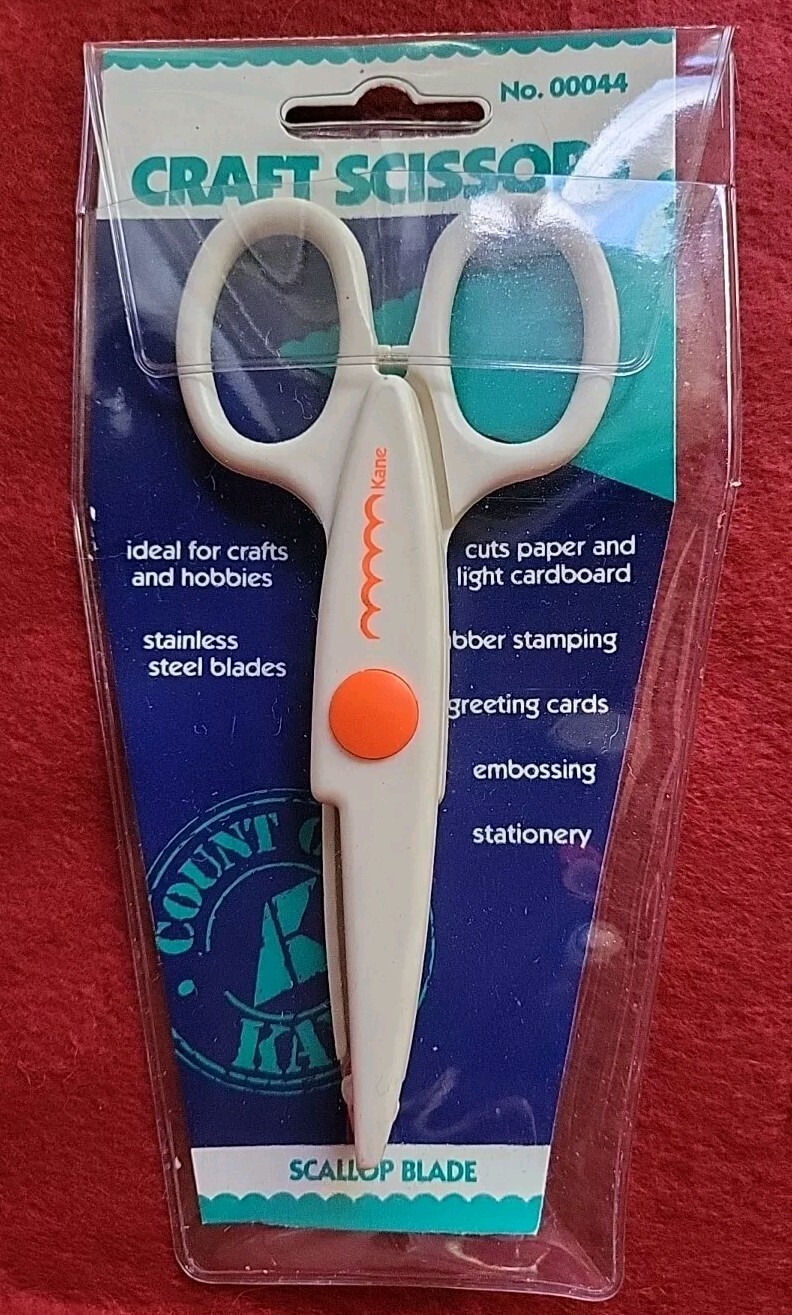 No. 00044
CRAFT SCISSOR
Kane
ideal for crafts
and hobbies
stainless
steel blades
cuts paper and
light cardboard
bber stamping
greeting cards
embossing
stationery
COUNT
K
KA
SCALLOP BLADE